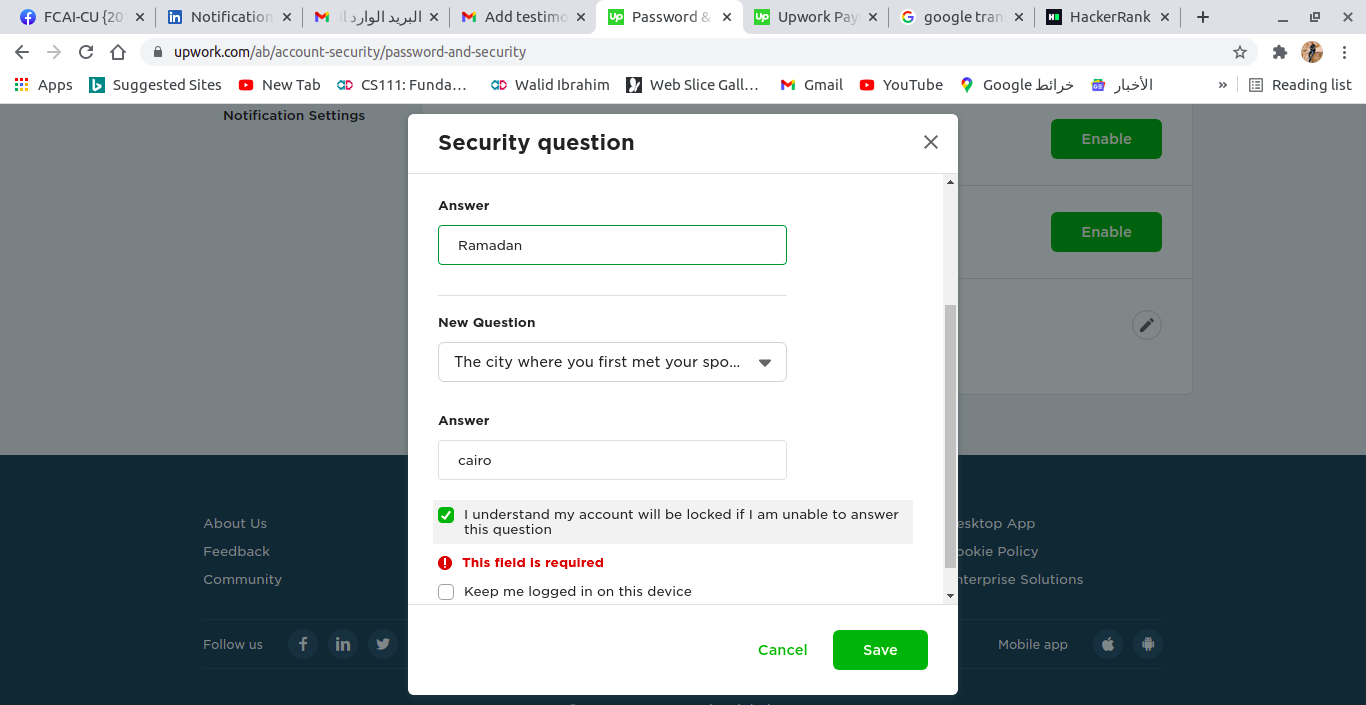 FCAI-CU {20
Notification
البريد الوارد
Add testimo
Password &
Upwork Pay
google tran
HackerRank
upwork.com/ab/account-security/password-and-security
Apps
Suggested Sites
New Tab
CS111: Funda...
Walid Ibrahim
Web Slice Gall...
Gmail
YouTube
خرائط Google
الأخبار
»
Reading list
Notification Settings
Security question
Enable
Answer
Ramadan
Enable
New Question
The city where you first met your spo...
Answer
cairo
I understand my account will be locked if I am unable to answer
this question
This field is required
Keep me logged in on this device
Cancel
Save
About Us
Feedback
Community
esktop App
ookie Policy
nterprise Solutions
Follow us
Mobile app